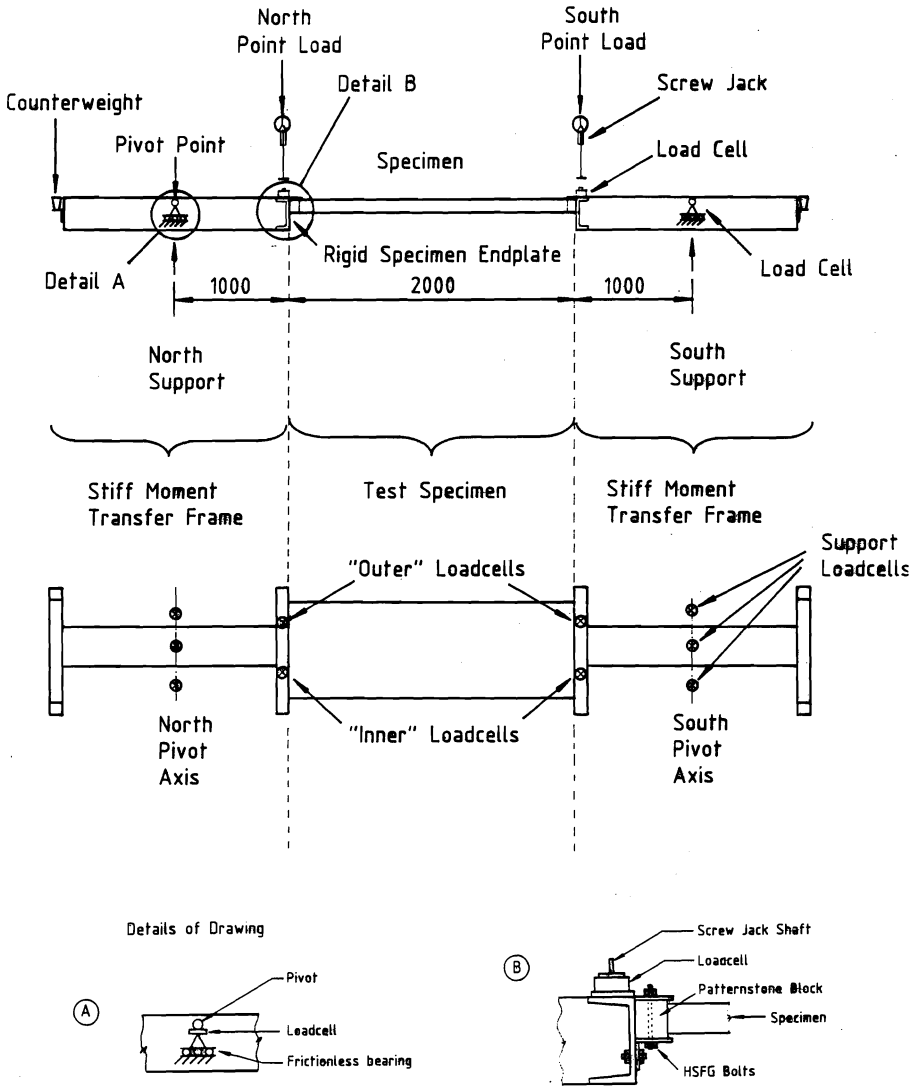 North
Point Load
South
Point Load
Detail B
Screw Jack
Counterweight
Pivot Point
Specimen
Load Cell
Rigid Specimen Endplate
Detail A
Load Cell
1000
2000
1000
North
Support
South
Support
Stiff Moment
Transfer Frame
Test Specimen
Stiff Moment
Transfer Frame
Support
Loadcells
"Outer" Loadcells
"Inner" Loadcells
North
Pivot
Axis
South
Pivot
Axis
Details of Drawing
A
Pivot
Loadcell
Frictionless bearing
B
Screw Jack Shaft
Loadcell
Patternstone Block
Specimen
HSFG Bolts